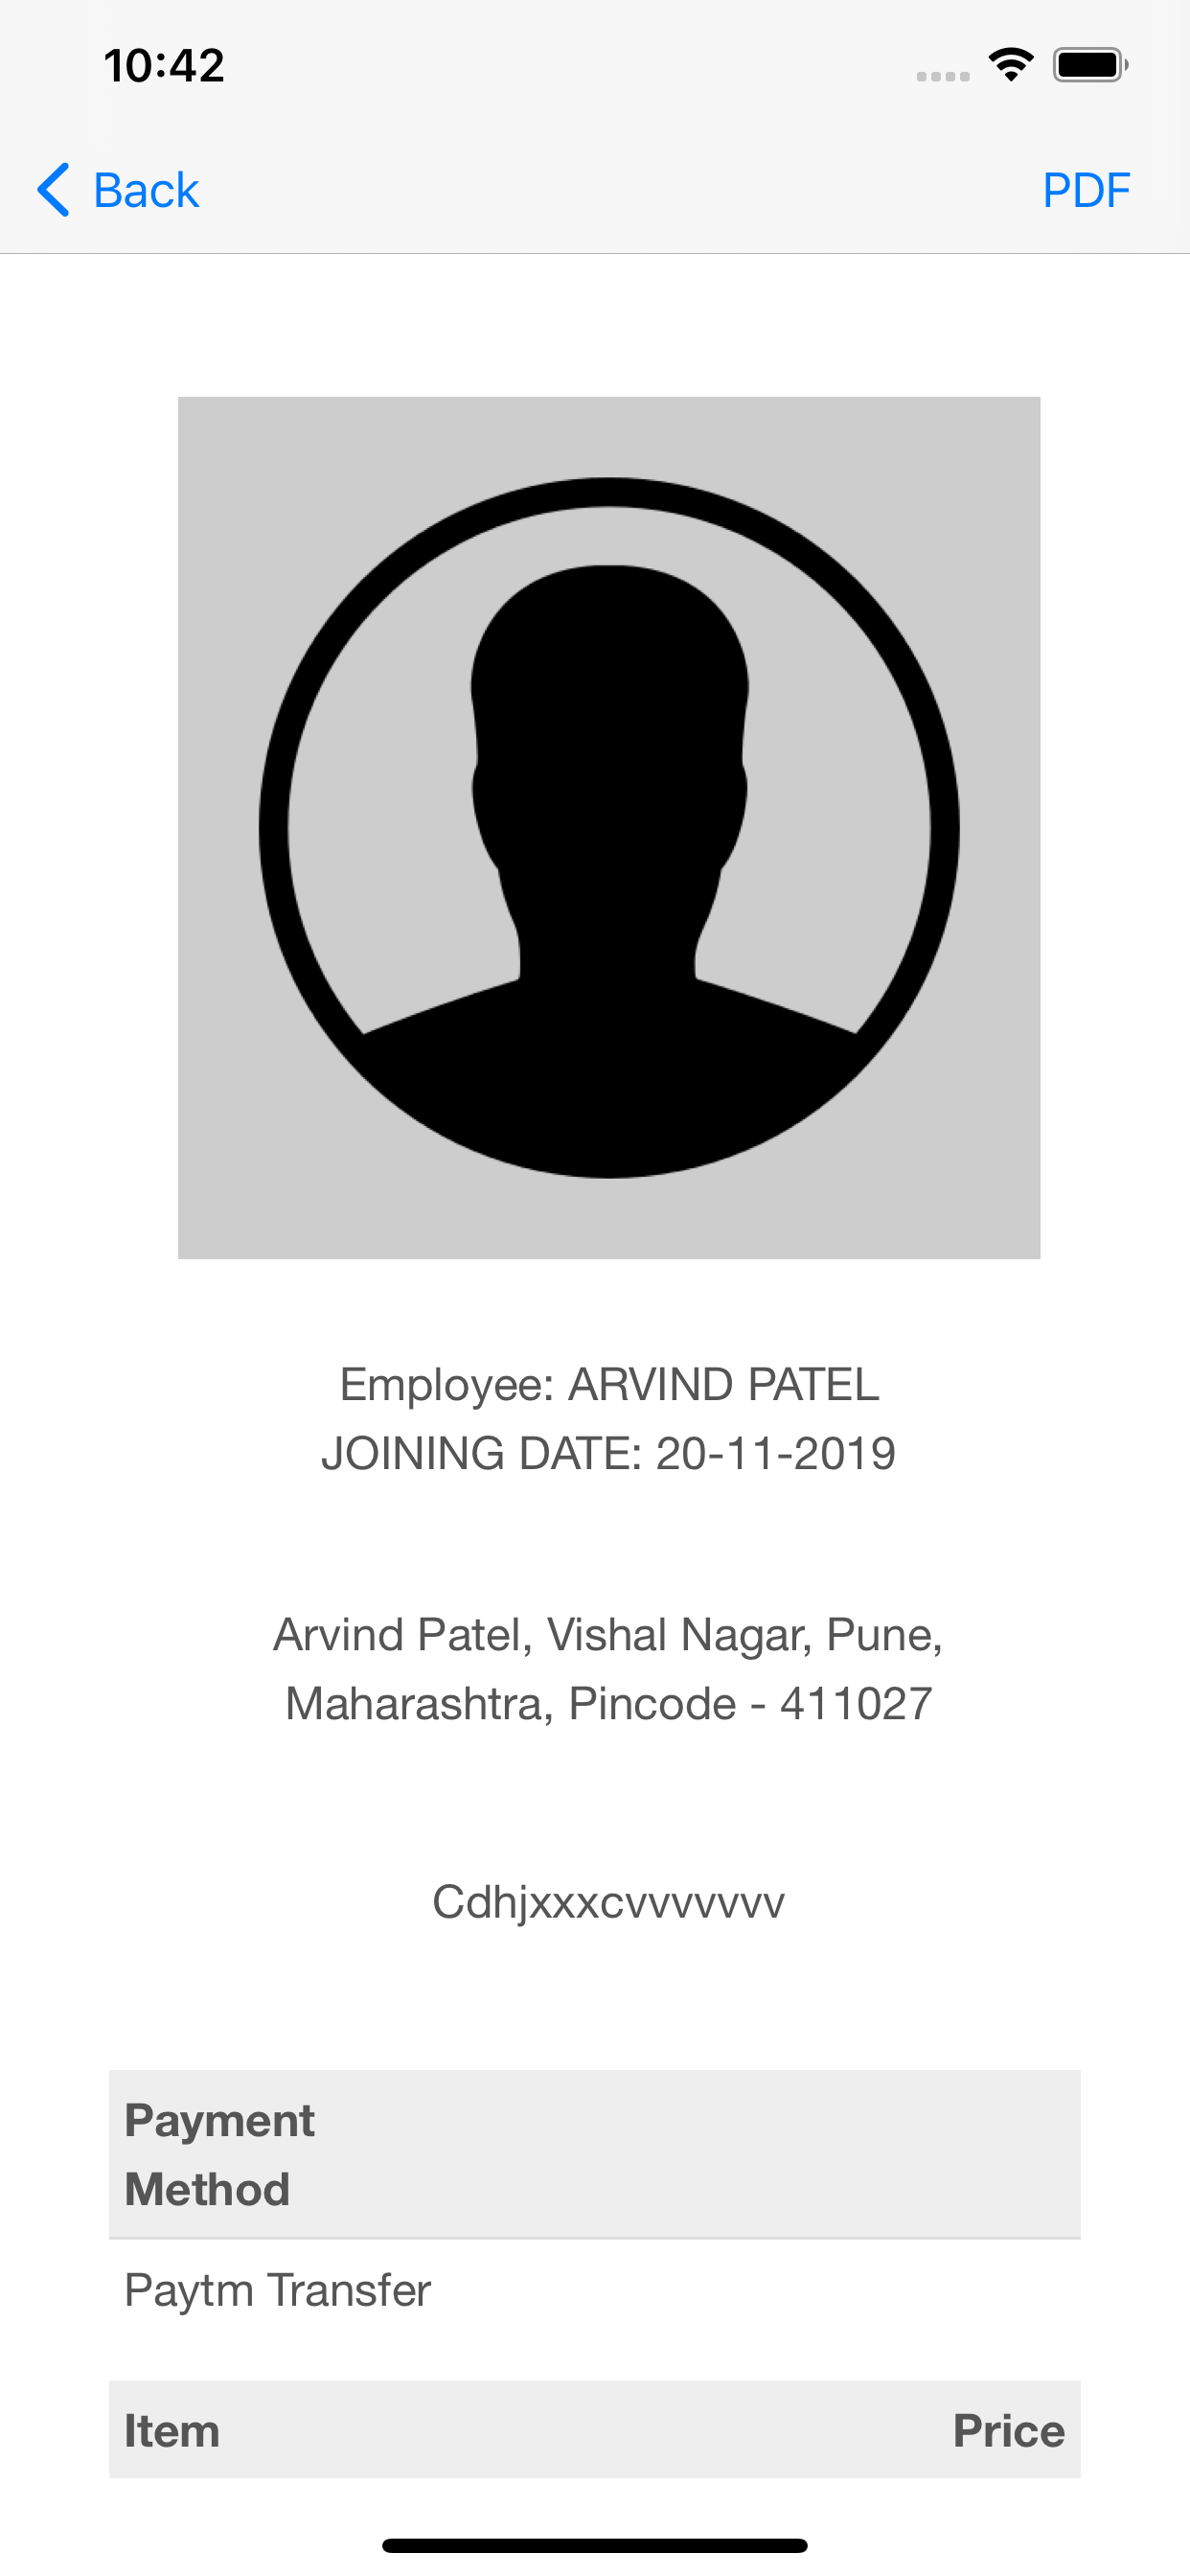 10:42
Back
PDF
Employee: ARVIND PATEL
JOINING DATE: 20-11-2019
Arvind Patel, Vishal Nagar, Pune,
Maharashtra, Pincode - 411027
Cdhjxxxcvvvvvvv
Payment
Method
Paytm Transfer
Item Price